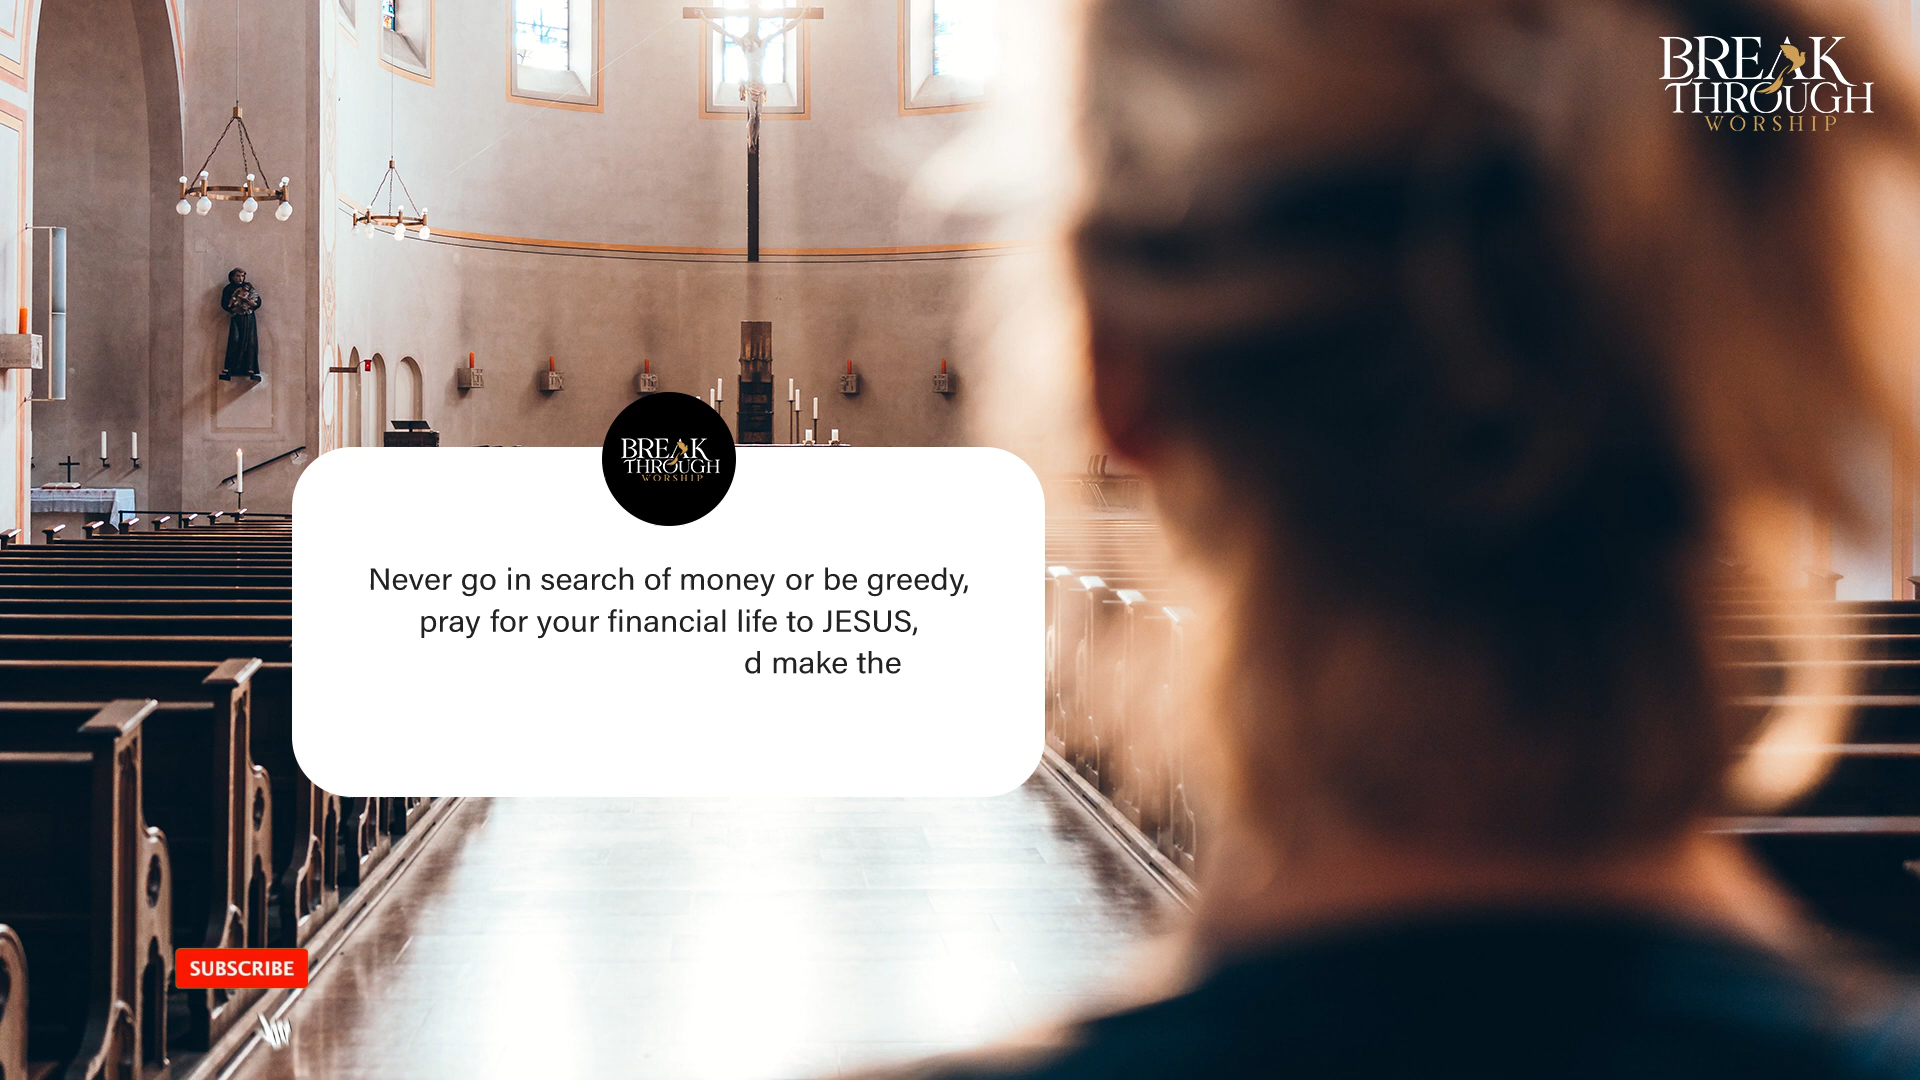 BREAK
THROUGH
WORSHIP
BREAK
THROUGH
WORSHIP
Never go in search of money or be greedy,
pray for your financial life to JESUS,
d make the
SUBSCRIBE